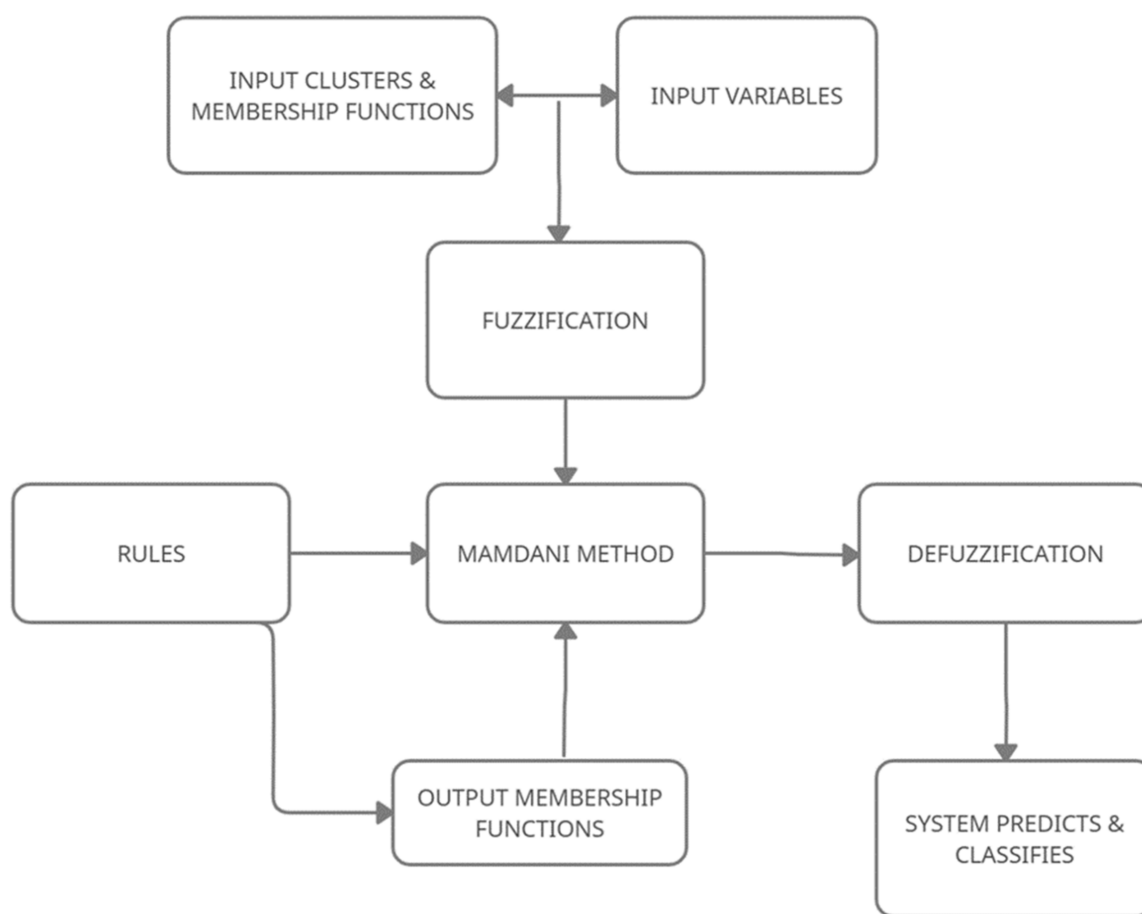 INPUT CLUSTERS &
MEMBERSHIP FUNCTIONS
INPUT VARIABLES
FUZZIFICATION
RULES
MAMDANI METHOD
DEFUZZIFICATION
OUTPUT MEMBERSHIP
FUNCTIONS
SYSTEM PREDICTS &
CLASSIFIES